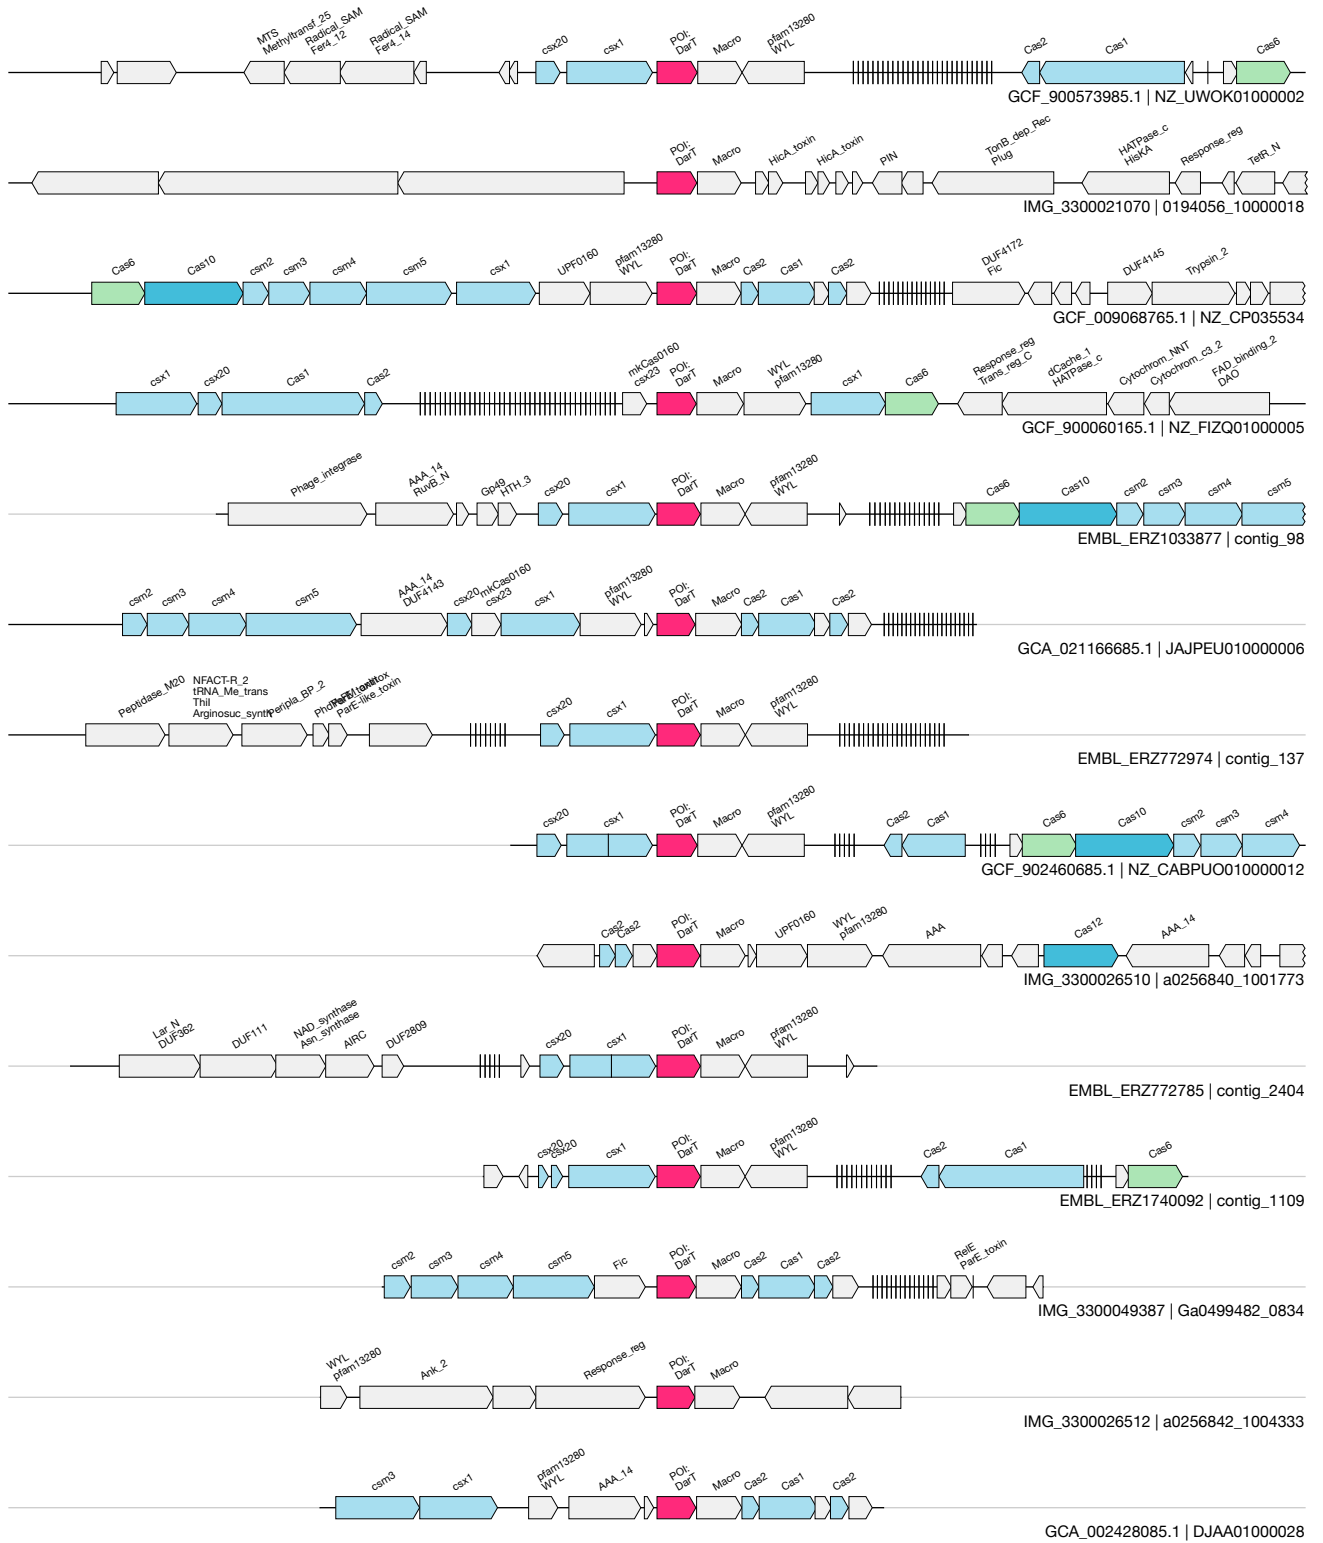 MTS
Methyltransf_25
Radical_SAM
Fer4_12
Radical_SAM
Fer4_14
csx20
csx1
POI:
DarT
Macro
pfam13280
WYL
Cas2
Cas1
Cas6
GCF_900573985.1 | NZ_UWOK01000002
POI:
DarT
Macro
HicA_toxin
HicA_toxin
PIN
TonB_dep_Rec
Plug
HATPase_c
HisKA
Response_reg
TetR_N
IMG_3300021070 | 0194056_10000018
Cas6
Cas10
csm2
csm3
csm4
csm5
csx1
UPF0160
pfam13280
WYL
POI:
DarT
Macro
Cas2
Cas1
Cas2
DUF4172
Fic
DUF4145
Trypsin_2
GCF_009068765.1 | NZ_CP035534
csx1
csx20
Cas1
Cas2
mkCas0160
csx23
POI:
DarT
Macro
WYL
pfam13280
csx1
Cas6
Response_reg
Trans_reg_C
dCache_1
HATPase_c
Cytochrom_NNT
Cytochrom_c3_2
FAD_binding_2
DAO
GCF_900060165.1 | NZ_FIZQ01000005
Phage_integrase
AAA_14
RuvB_N
Gp49
HTH_3
csx20
csx1
POI:
DarT
Macro
pfam13280
WYL
Cas6
Cas10
csm2
csm3
csm4
csm5
EMBL_ERZ1033877 | contig_98
csm2
csm3
csm4
csm5
AAA_14
DUF4143
csx20
mkCas0160
csx23
csx1
pfam13280
WYL
POI:
DarT
Macro
Cas2
Cas1
Cas2
GCA_021166685.1 | JAJPEU010000006
Peptidase_M20
NFACT-R_2
tRNA_Me_trans
ThiI
Arginosuc_synth
Peripla_BP_2
ParE-like_toxin
csx20
csx1
POI:
DarT
Macro
pfam13280
WYL
EMBL_ERZ772974 | contig_137
csx20
csx1
POI:
DarT
Macro
pfam13280
WYL
Cas2
Cas1
Cas6
Cas10
csm2
csm3
csm4
GCF_902460685.1 | NZ_CABPUO010000012
Cas2
Cas2
POI:
DarT
Macro
UPF0160
WYL
pfam13280
AAA
Cas12
AAA_14
IMG_3300026510 | a0256840_1001773
Lar_N
DUF362
DUF111
NAD_synthase
Asn_synthase
AIRC
DUF2809
csx20
csx1
POI:
DarT
Macro
pfam13280
WYL
EMBL_ERZ772785 | contig_2404
csx20
csx20
csx1
POI:
DarT
Macro
pfam13280
WYL
Cas2
Cas1
Cas6
EMBL_ERZ1740092 | contig_1109
csm2
csm3
csm4
csm5
Fic
POI:
DarT
Macro
Cas2
Cas1
Cas2
RelE
ParE_toxin
IMG_3300049387 | Ga0499482_0834
WYL
pfam13280
Ank_2
Response_reg
POI:
DarT
Macro
IMG_3300026512 | a0256842_1004333
csm3
csx1
pfam13280
WYL
AAA_14
POI:
DarT
Macro
Cas2
Cas1
Cas2
GCA_002428085.1 | DJAA01000028